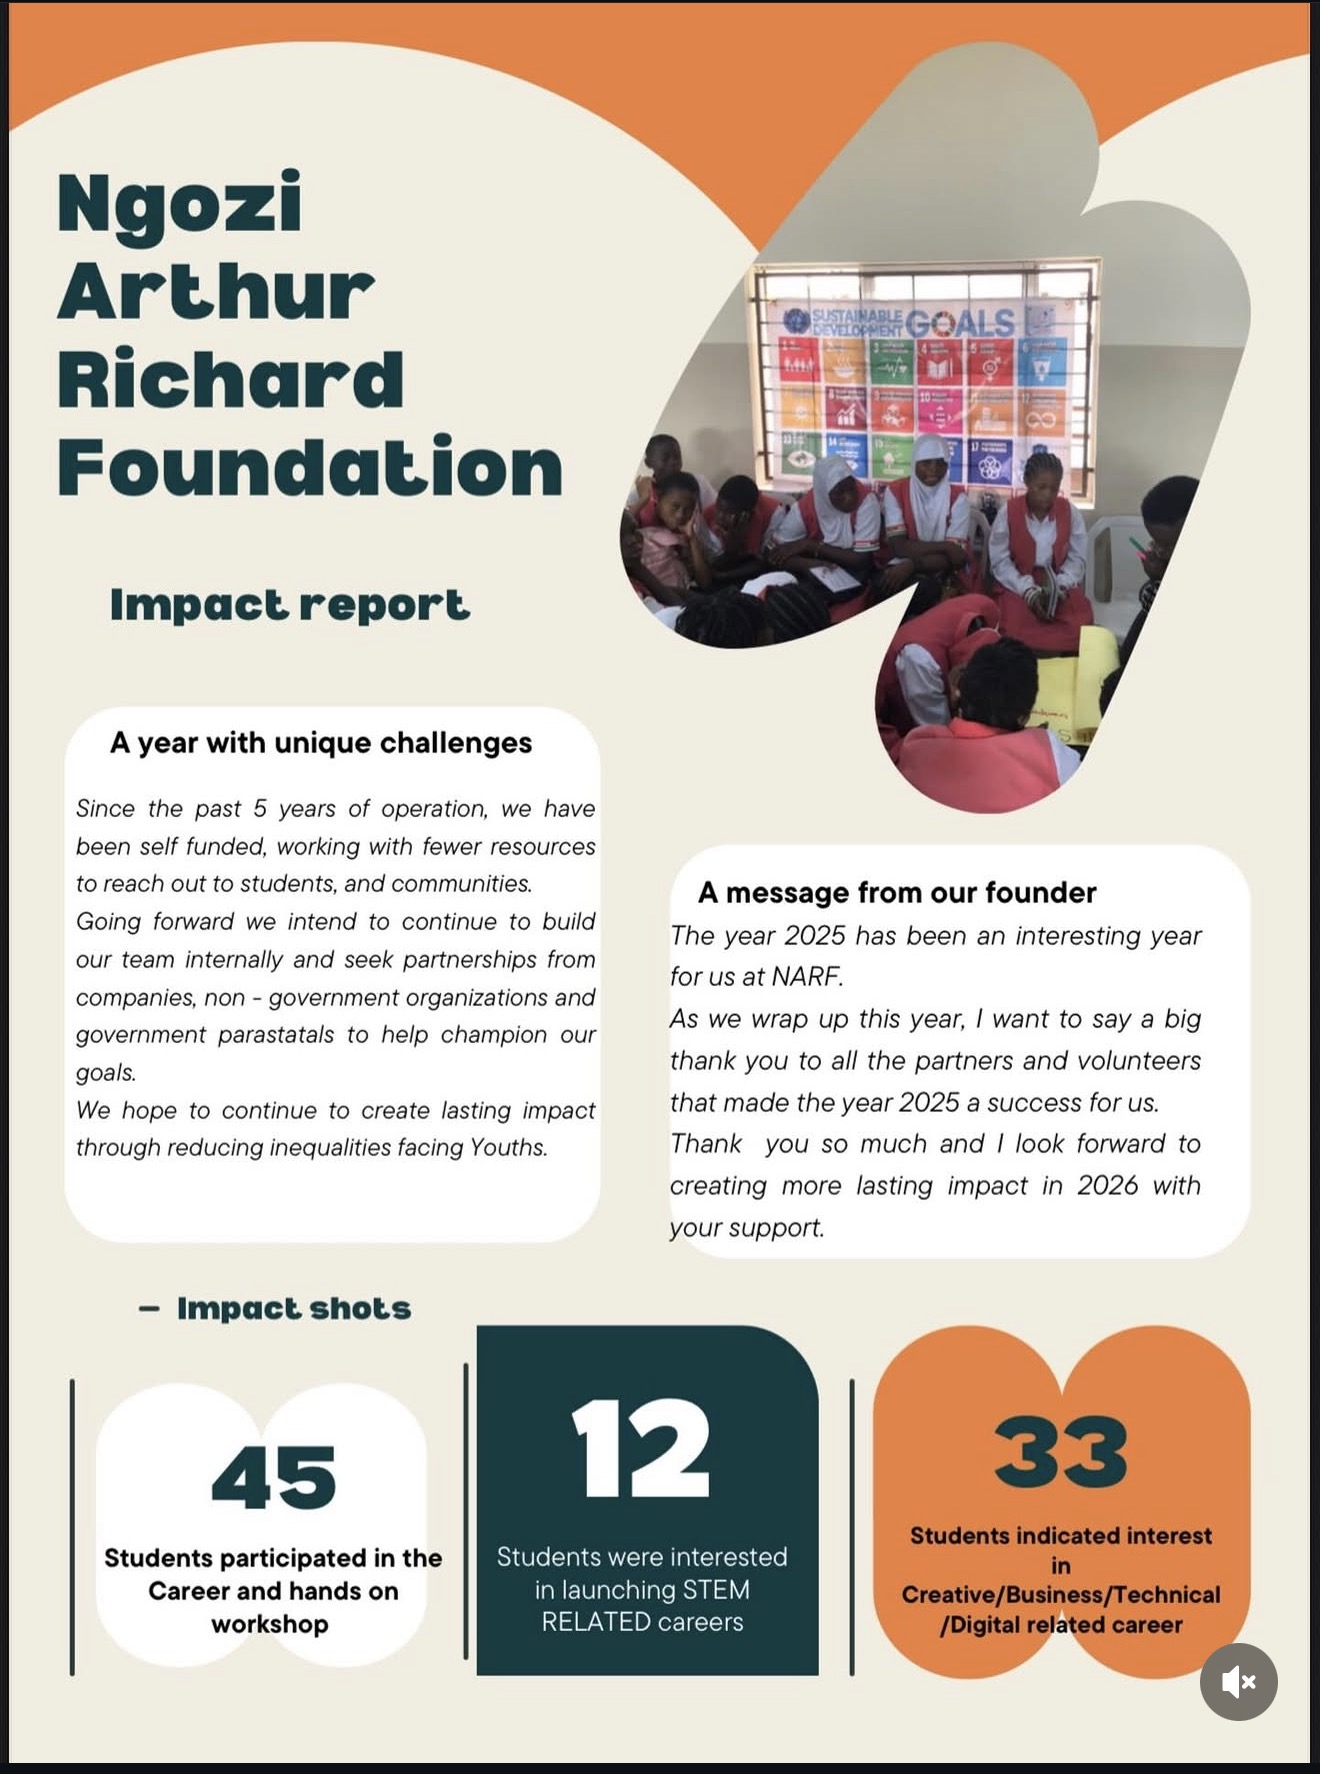 Ngozi
Arthur
Richard
Foundation
Impact report
SUSTAINABLE
DEVELOPMENT
GOALS
A year with unique challenges
Since the past 5 years of operation, we have
been self funded, working with fewer resources
to reach out to students, and communities.
Going forward we intend to continue to build
our team internally and seek partnerships from
companies, non - government organizations and
government parastatals to help champion our
goals.
We hope to continue to create lasting impact
through reducing inequalities facing Youths.
A message from our founder
The year 2025 has been an interesting year
for us at NARF.
As we wrap up this year, I want to say a big
thank you to all the partners and volunteers
that made the year 2025 a success for us.
Thank you so much and I look forward to
creating more lasting impact in 2026 with
your support.
– Impact shots
45
Students participated in the
Career and hands on
workshop
12
Students were interested
in launching STEM
RELATED careers
33
Students indicated interest
in
Creative/Business/Technical
/Digital related career